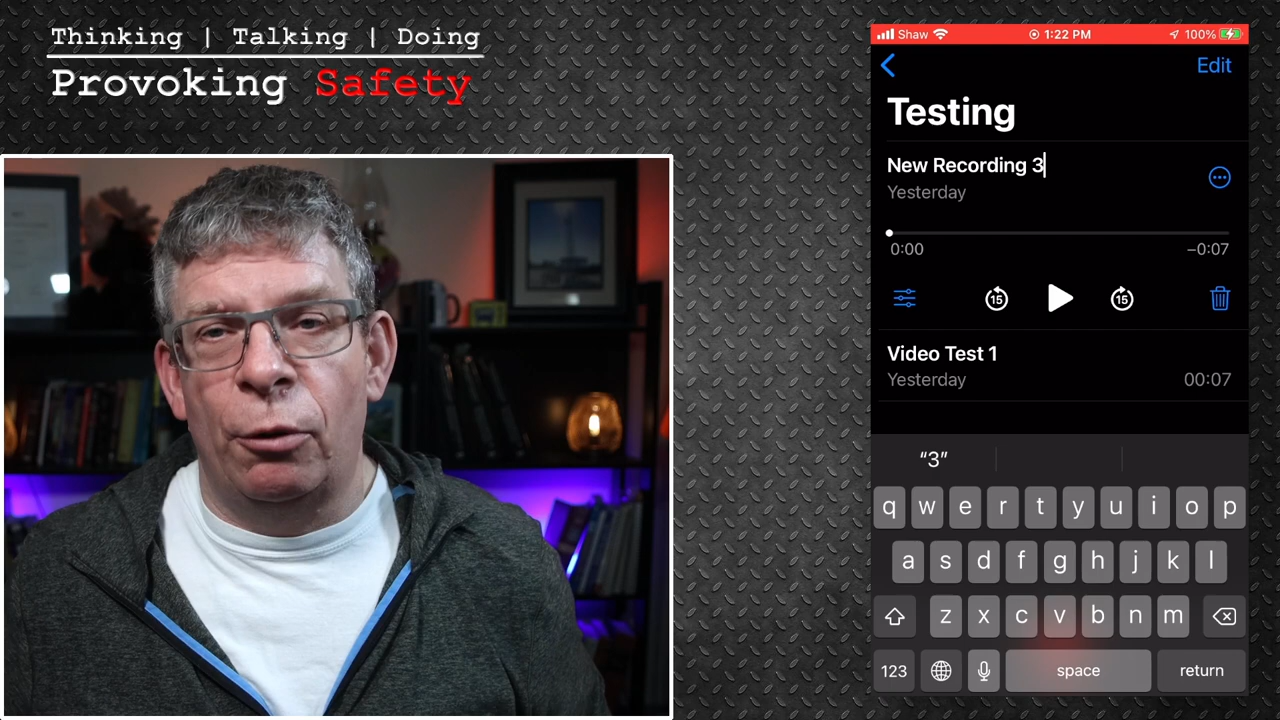 Thinking | Talking | Doing
Provoking Safety
Shaw 1:22 PM 100%
Edit
Testing
New Recording 3
Yesterday
0:00 −0:07
15 15
Video Test 1
Yesterday 00:07
“3”
q w e r t y u i o p
a s d f g h j k l
z x c v b n m
123 space return